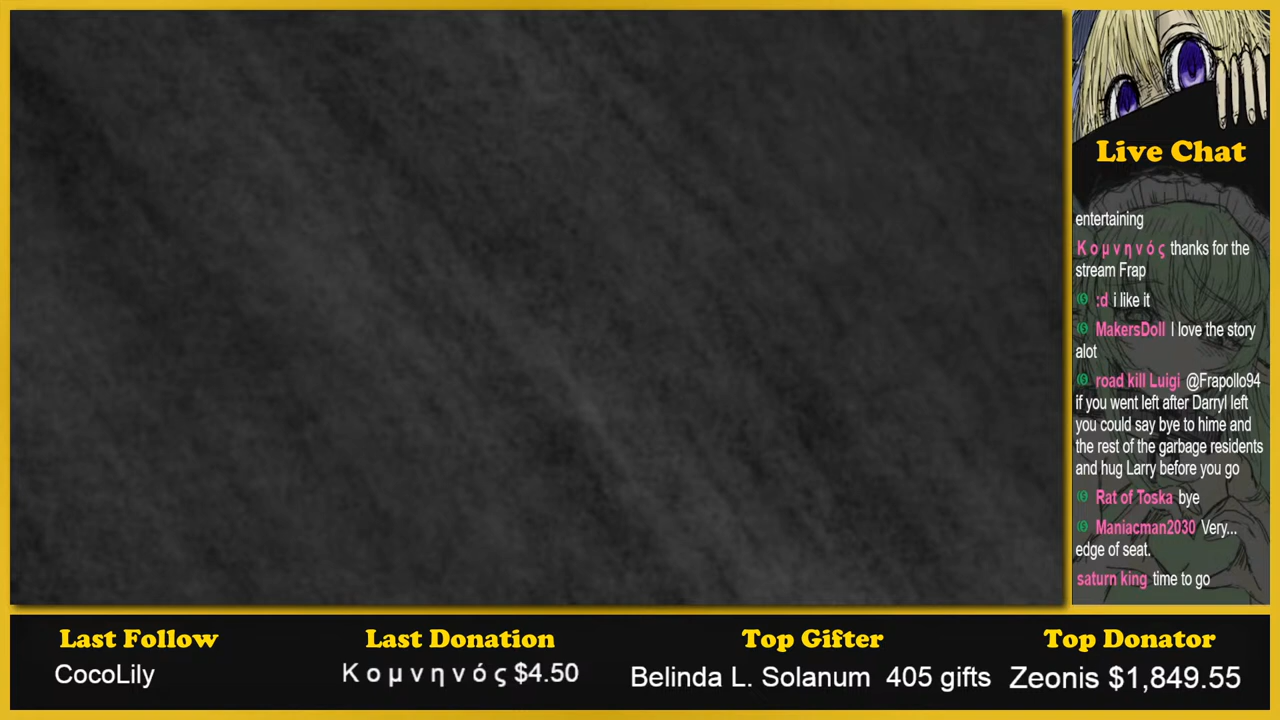 Live Chat
entertaining
Κομνηνός thanks for the
stream Frap
:d i like it
MakersDoll I love the story
alot
road kill Luigi @Frapollo94
if you went left after Darryl left
you could say bye to hime and
the rest of the garbage residents
and hug Larry before you go
Rat of Toska bye
Maniacman2030 Very...
edge of seat.
saturn king time to go
Last Follow
CocoLily
Last Donation
Κομνηνός $4.50
Top Gifter
Belinda L. Solanum 405 gifts
Top Donator
Zeonis $1,849.55